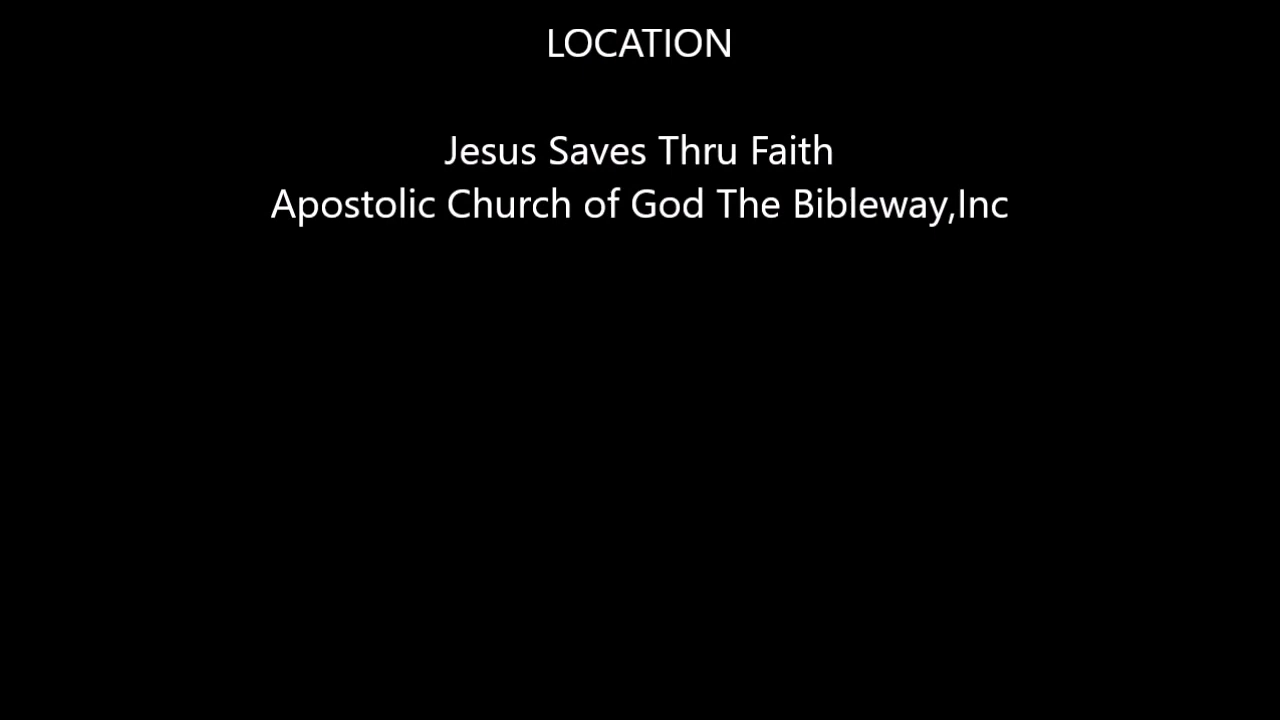 LOCATION
Jesus Saves Thru Faith
Apostolic Church of God The Bibleway,Inc